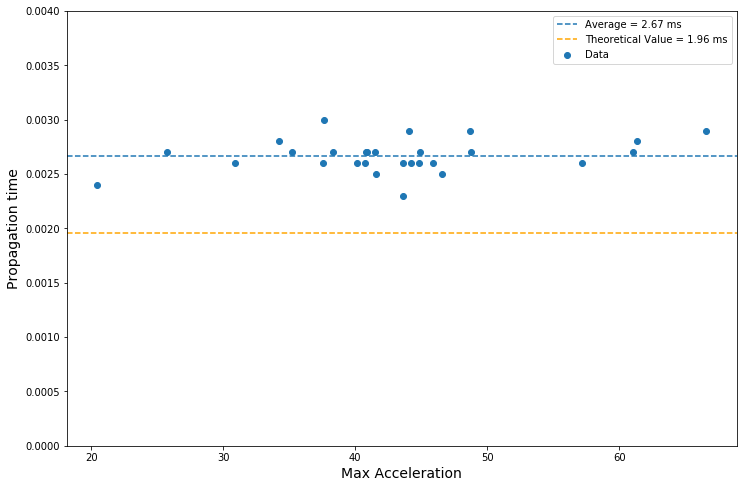 0.0040
0.0035
0.0030
0.0025
0.0020
0.0015
0.0010
0.0005
0.0000
Propagation time
20
30
40
50
60
Max Acceleration
Average = 2.67 ms
Theoretical Value = 1.96 ms
Data